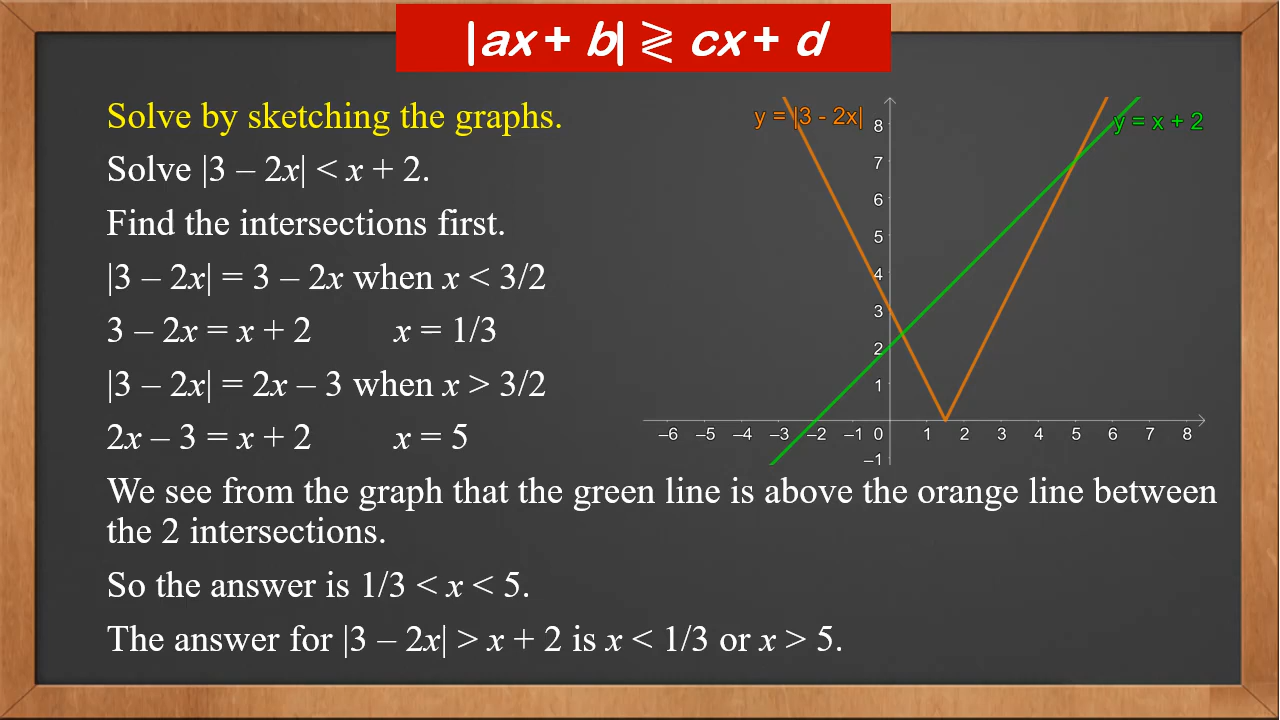 |ax + b| ≷ cx + d
Solve by sketching the graphs.
Solve |3 – 2x| < x + 2.
Find the intersections first.
|3 – 2x| = 3 – 2x when x < 3/2
3 – 2x = x + 2 x = 1/3
|3 – 2x| = 2x – 3 when x > 3/2
2x – 3 = x + 2 x = 5
We see from the graph that the green line is above the orange line between
the 2 intersections.
So the answer is 1/3 < x < 5.
The answer for |3 – 2x| > x + 2 is x < 1/3 or x > 5.
y = |3 - 2x|
y = x + 2
8
7
6
5
4
3
2
1
–6 –5 –4 –3 –2 –1 0 1 2 3 4 5 6 7 8
–1